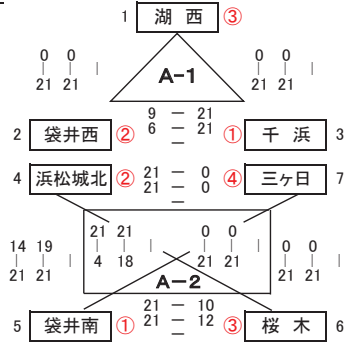 1 湖 西 ③
0 0 | 0 0 |
21 21 21 21
A-1
9 — 21
2 袋井西 ② 6 — 21 ① 千 浜 3
—
4 浜松城北 ② 21 — 0 ④ 三ヶ日 7
21 — 0
—
21 21 0 0
14 19 | | | | | | 0 0
| | | 4 18 21 21 | | |
21 21 21 21
A-2
21 — 10
5 袋井南 ① 21 — 12 ③ 桜 木 6
—